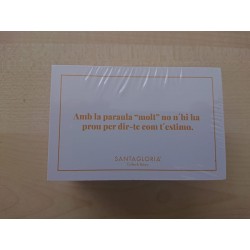 Amb la paraula “molt” no n'hi ha
prou per dir-te com t'estimo.
SANTAGLORIA